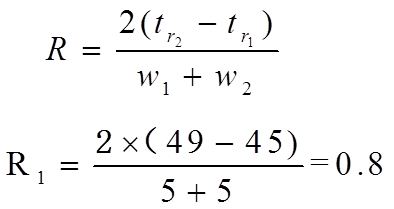 R = 2(t_{r_2} − t_{r_1}) / (w_1 + w_2)
R_1 = 2×(49−45) / (5+5) = 0.8